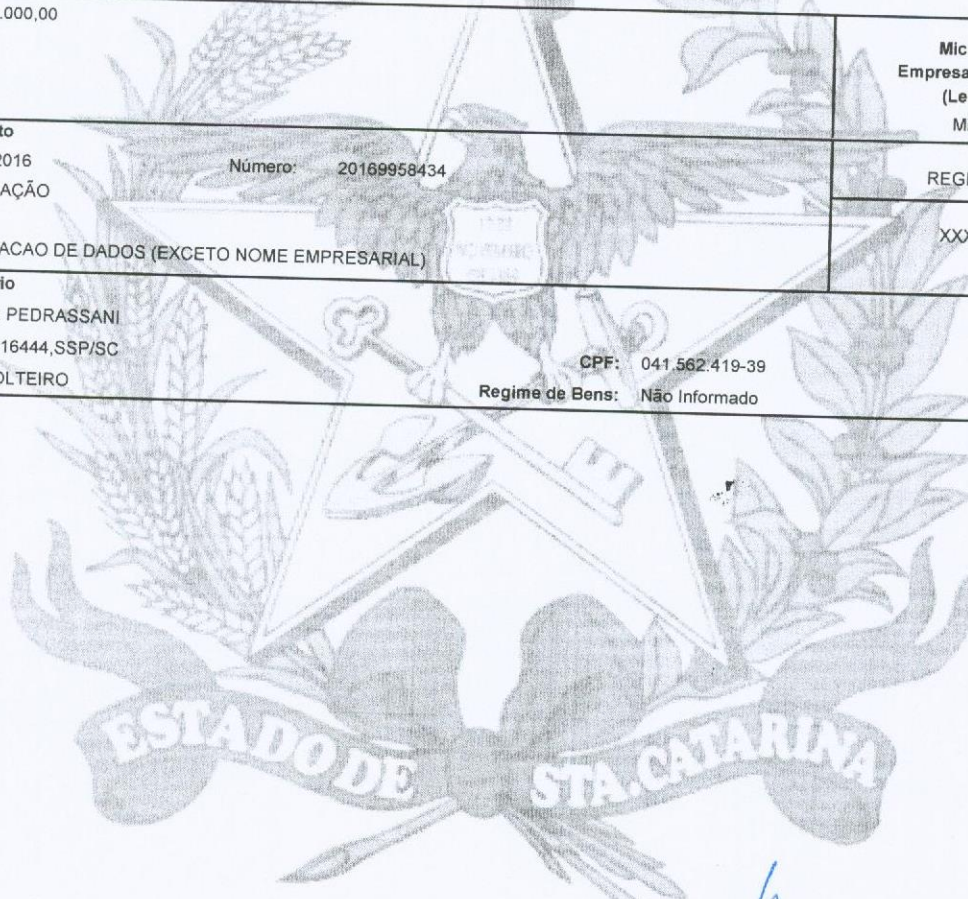 .000,00
Mic
Empresa
(Le
M
to
2016
Número: 20169958434
REGI
AÇÃO
XXX
ACAO DE DADOS (EXCETO NOME EMPRESARIAL)
io
PEDRASSANI
16444,SSP/SC
CPF: 041.562.419-39
OLTEIRO
Regime de Bens: Não Informado
ESTADO DE STA.CATARINA